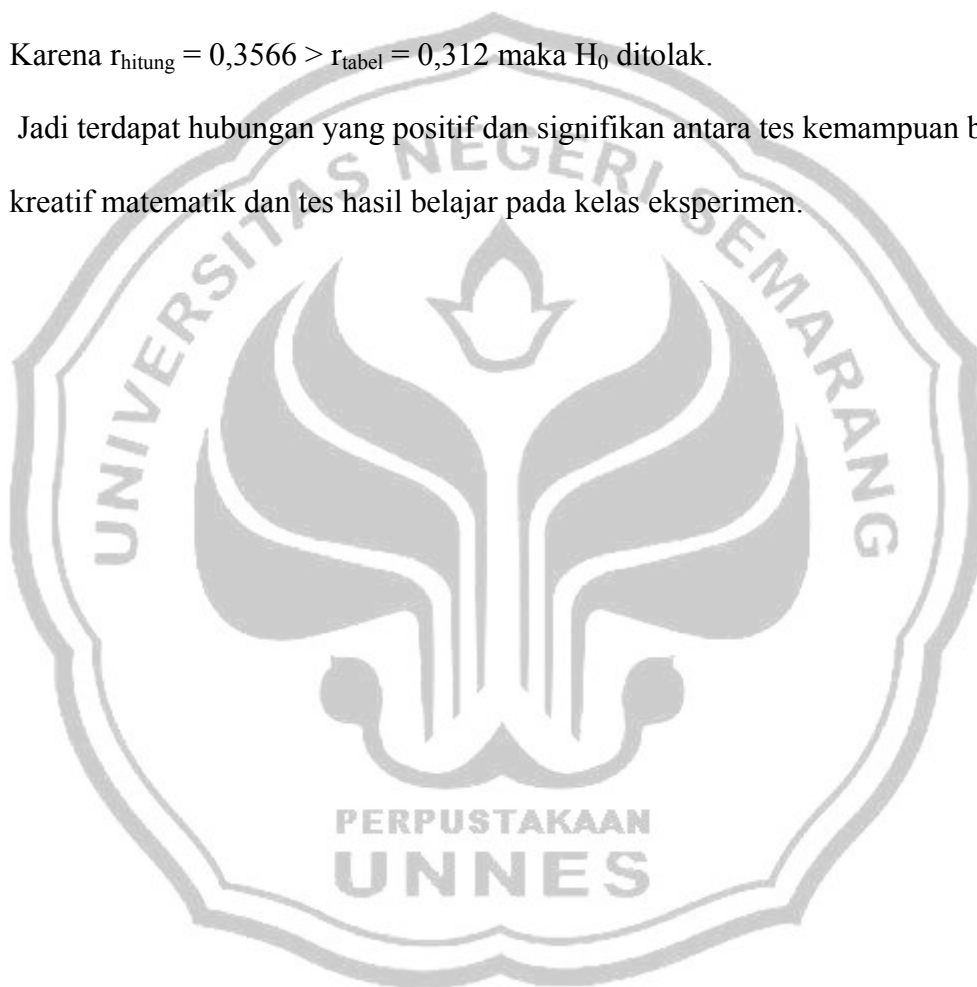 Karena r_hitung = 0,3566 > r_tabel = 0,312 maka H₀ ditolak.
Jadi terdapat hubungan yang positif dan signifikan antara tes kemampuan
kreatif matematik dan tes hasil belajar pada kelas eksperimen.
UNIVERSITAS NEGERI SEMARANG
PERPUSTAKAAN
UNNES